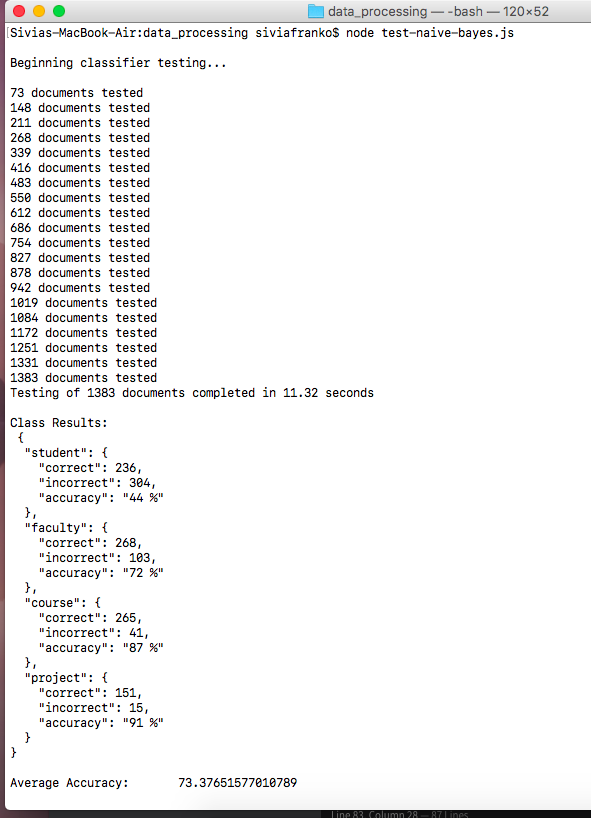 data_processing — -bash — 120×52
[Sivias-MacBook-Air:data_processing siviafranko$ node test-naive-bayes.js
Beginning classifier testing...
73 documents tested
148 documents tested
211 documents tested
268 documents tested
339 documents tested
416 documents tested
483 documents tested
550 documents tested
612 documents tested
686 documents tested
754 documents tested
827 documents tested
878 documents tested
942 documents tested
1019 documents tested
1084 documents tested
1172 documents tested
1251 documents tested
1331 documents tested
1383 documents tested
Testing of 1383 documents completed in 11.32 seconds
Class Results:
{
"student": {
"correct": 236,
"incorrect": 304,
"accuracy": "44 %"
},
"faculty": {
"correct": 268,
"incorrect": 103,
"accuracy": "72 %"
},
"course": {
"correct": 265,
"incorrect": 41,
"accuracy": "87 %"
},
"project": {
"correct": 151,
"incorrect": 15,
"accuracy": "91 %"
}
}
Average Accuracy: 73.37651577010789
Line 83, Column 28 — 87 Lines